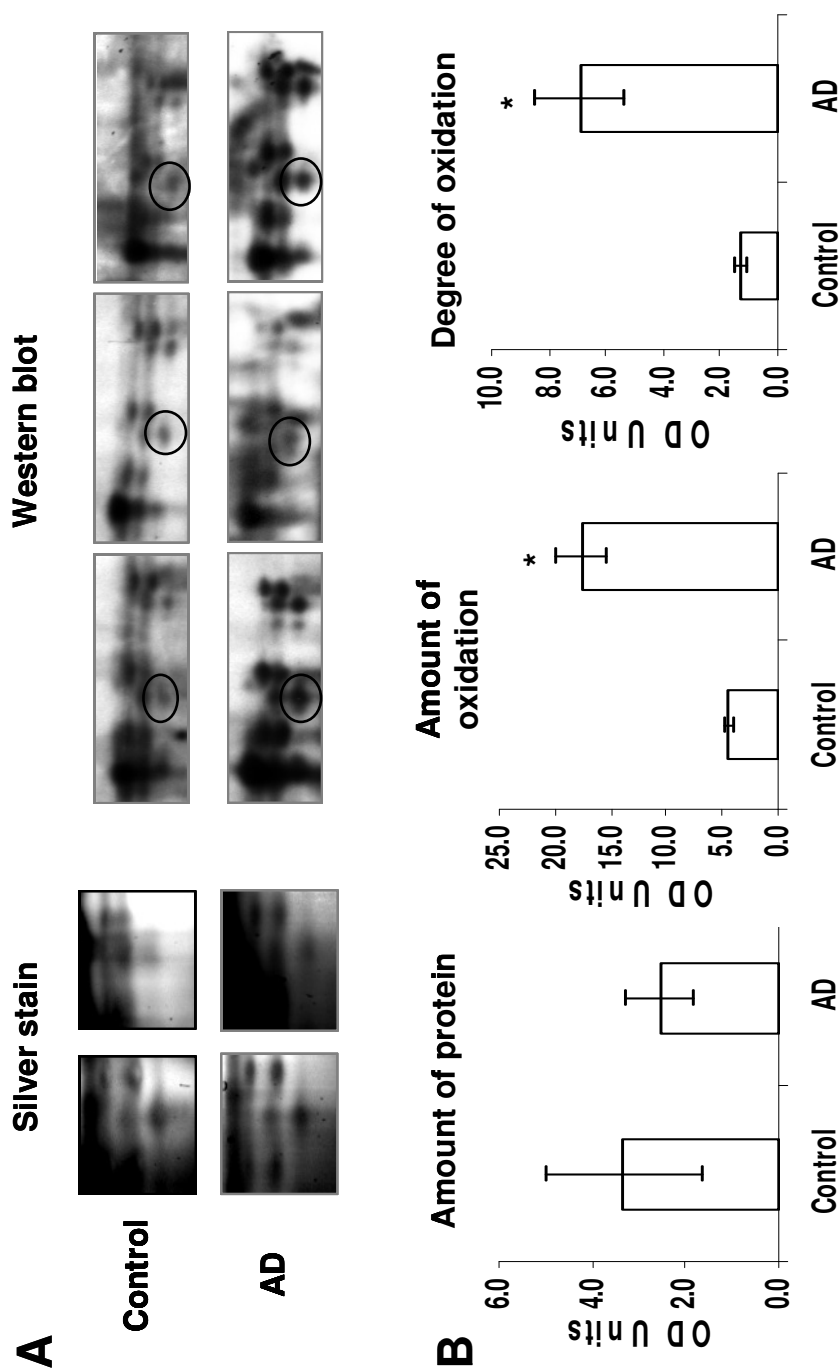 A
Silver stain
Western blot
Control
AD
B
Amount of protein
OD Units
6.0
4.0
2.0
0.0
Control
AD
Amount of
oxidation
OD Units
25.0
20.0
15.0
10.0
5.0
0.0
*
Control
AD
Degree of oxidation
OD Units
10.0
8.0
6.0
4.0
2.0
0.0
*
Control
AD